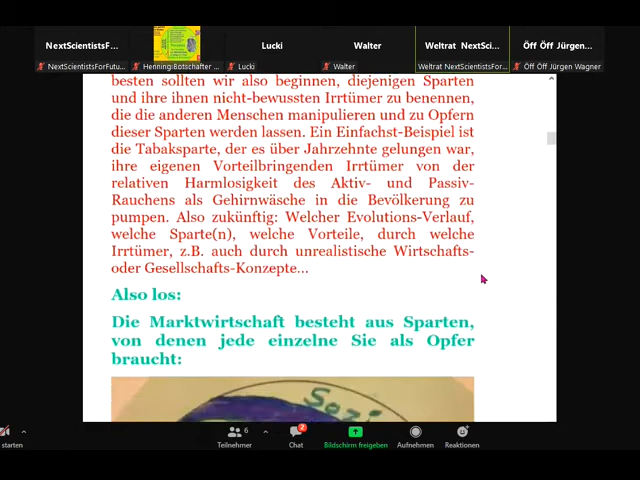 NextScientistsF...
Lucki
Walter
Weltrat NextSci...
Öff Öff Jürgen...
NextScientistsForFutu...
Henning-Botschafter ...
Lucki
Walter
Weltrat NextScientistsFor...
Öff Öff Jürgen Wagner
besten sollten wir also beginnen, diejenigen Sparten
und ihre ihnen nicht-bewussten Irrtümer zu benennen,
die die anderen Menschen manipulieren und zu Opfern
dieser Sparten werden lassen. Ein Einfachst-Beispiel ist
die Tabaksparte, der es über Jahrzehnte gelungen war,
ihre eigenen Vorteilbringenden Irrtümer von der
relativen Harmlosigkeit des Aktiv- und Passiv-
Rauchens als Gehirnwäsche in die Bevölkerung zu
pumpen. Also zukünftig: Welcher Evolutions-Verlauf,
welche Sparte(n), welche Vorteile, durch welche
Irrtümer, z.B. auch durch unrealistische Wirtschafts-
oder Gesellschafts-Konzepte...
Also los:
Die Marktwirtschaft besteht aus Sparten,
von denen jede einzelne Sie als Opfer
braucht:
Sozi
starten
6
Teilnehmer
2
Chat
Bildschirm freigeben
Aufnehmen
Reaktionen